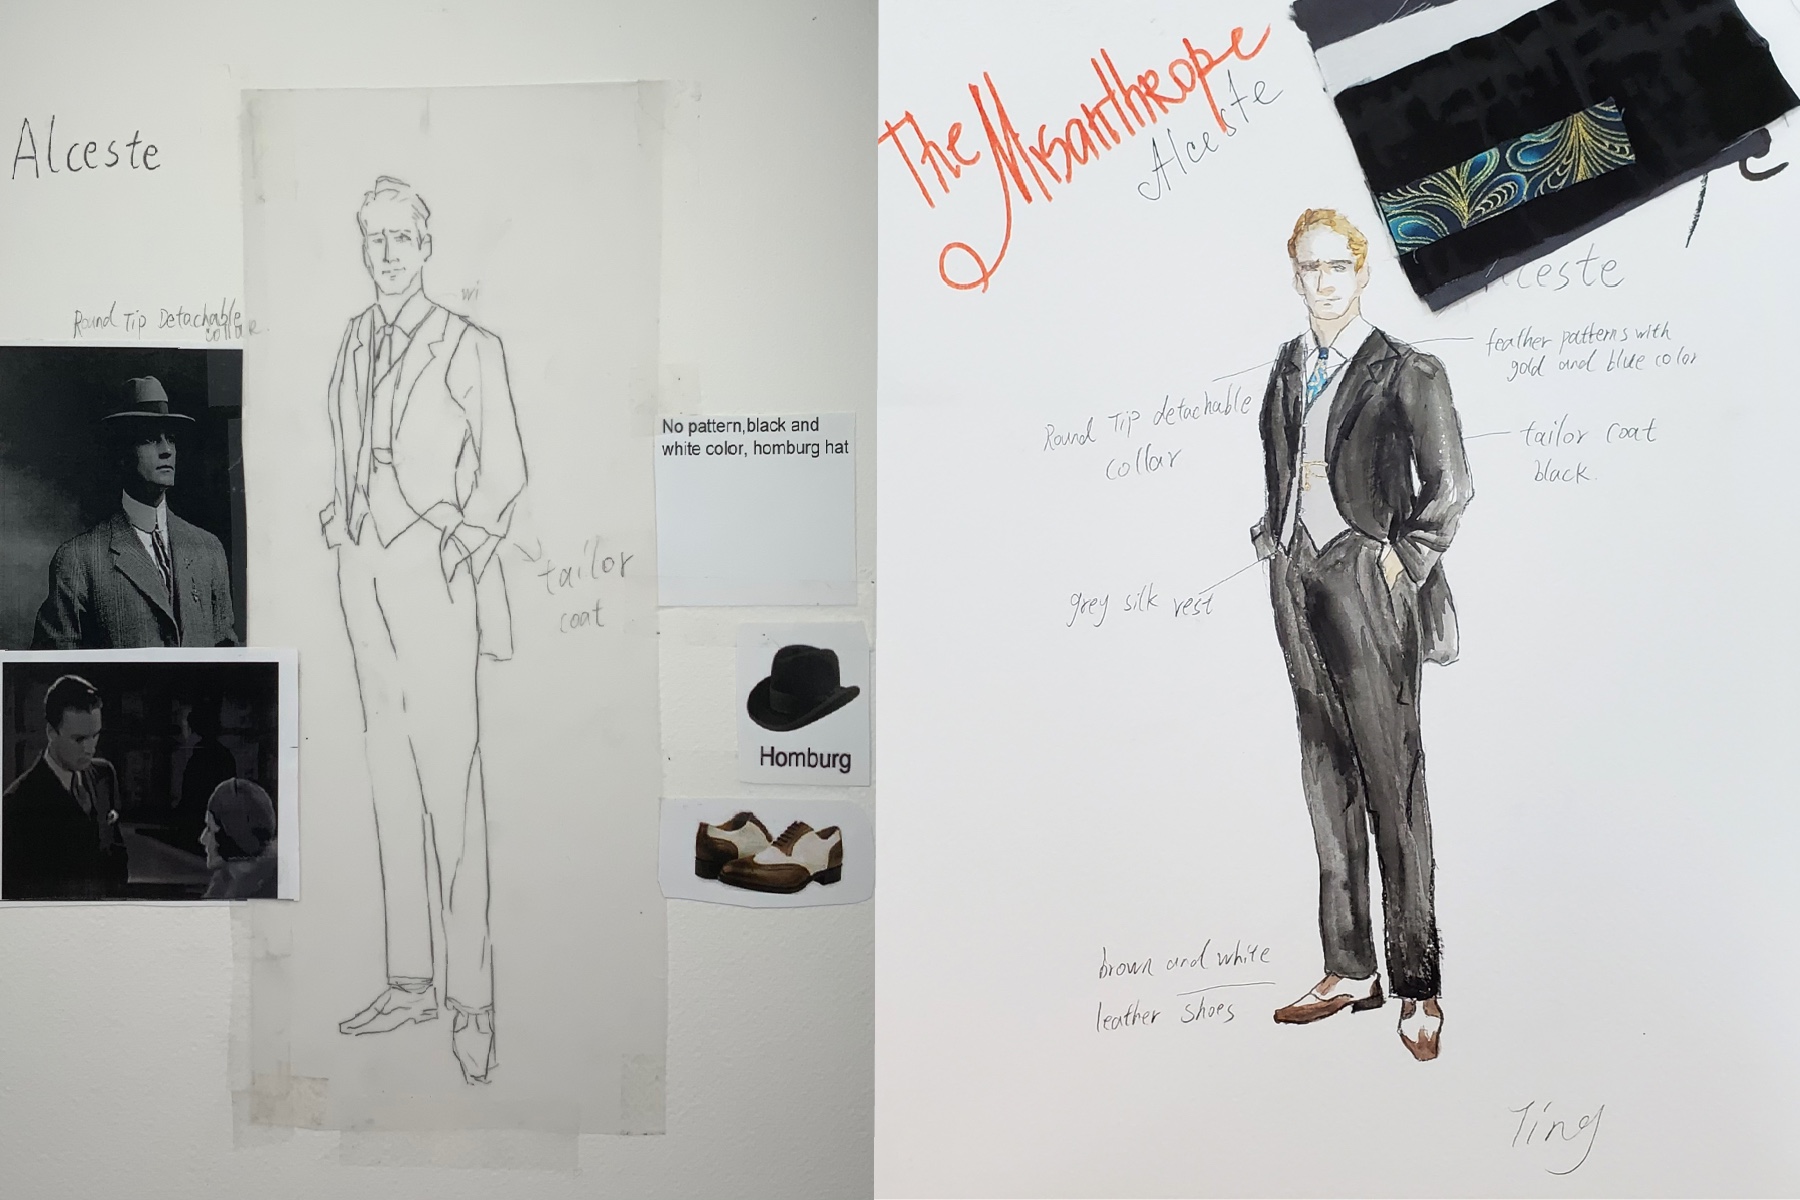 Alceste
Round Tip Detachable
collar
wi
tailor
coat
No pattern,black and
white color, homburg hat
Homburg
The Misanthrope
Alceste
ceste
feather patterns with
gold and blue color
Round Tip detachable
collar
tailor coat
black.
grey silk vest
brown and white
leather shoes
Ting